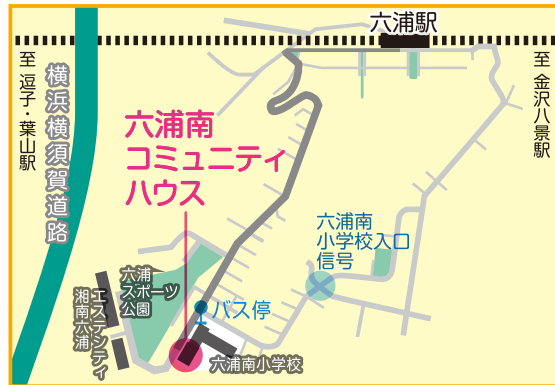 六浦駅
至 逗子・葉山駅
横浜横須賀道路
至 金沢八景駅
六浦南
コミュニティ
ハウス
六浦南
小学校入口
信号
六浦
スポーツ
公園
バス停
エステンティ
湘南六浦
六浦南小学校